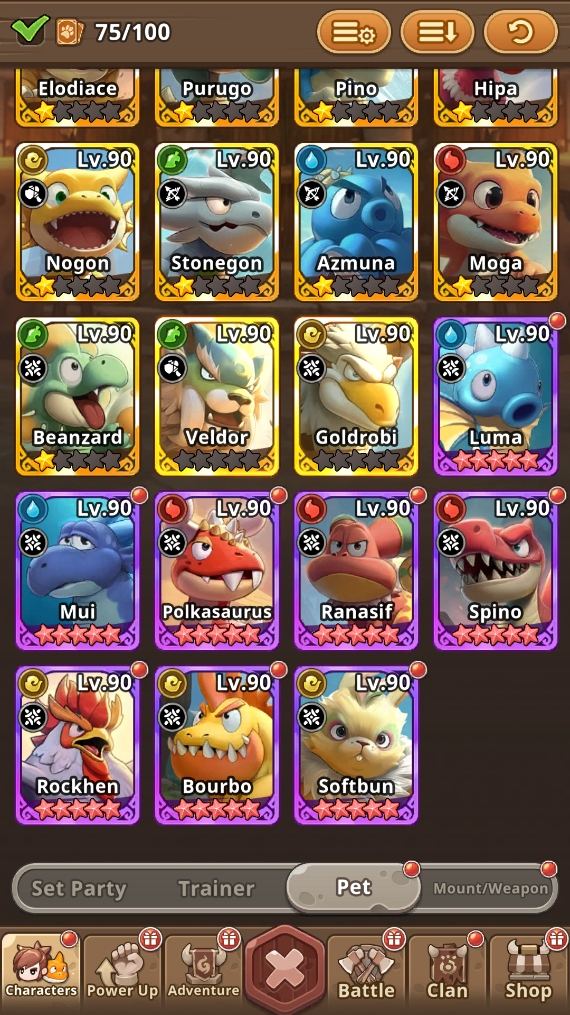 75/100
Elodiace Purugo Pino Hipa
Lv.90 Lv.90 Lv.90 Lv.90
Nogon Stonegon Azmuna Moga
Lv.90 Lv.90 Lv.90 Lv.90
Beanzard Veldor Goldrobi Luma
Lv.90 Lv.90 Lv.90 Lv.90
Mui Polkasaurus Ranasif Spino
Lv.90 Lv.90 Lv.90
Rockhen Bourbo Softbun
Set Party Trainer Pet Mount/Weapon
Characters Power Up Adventure Battle Clan Shop